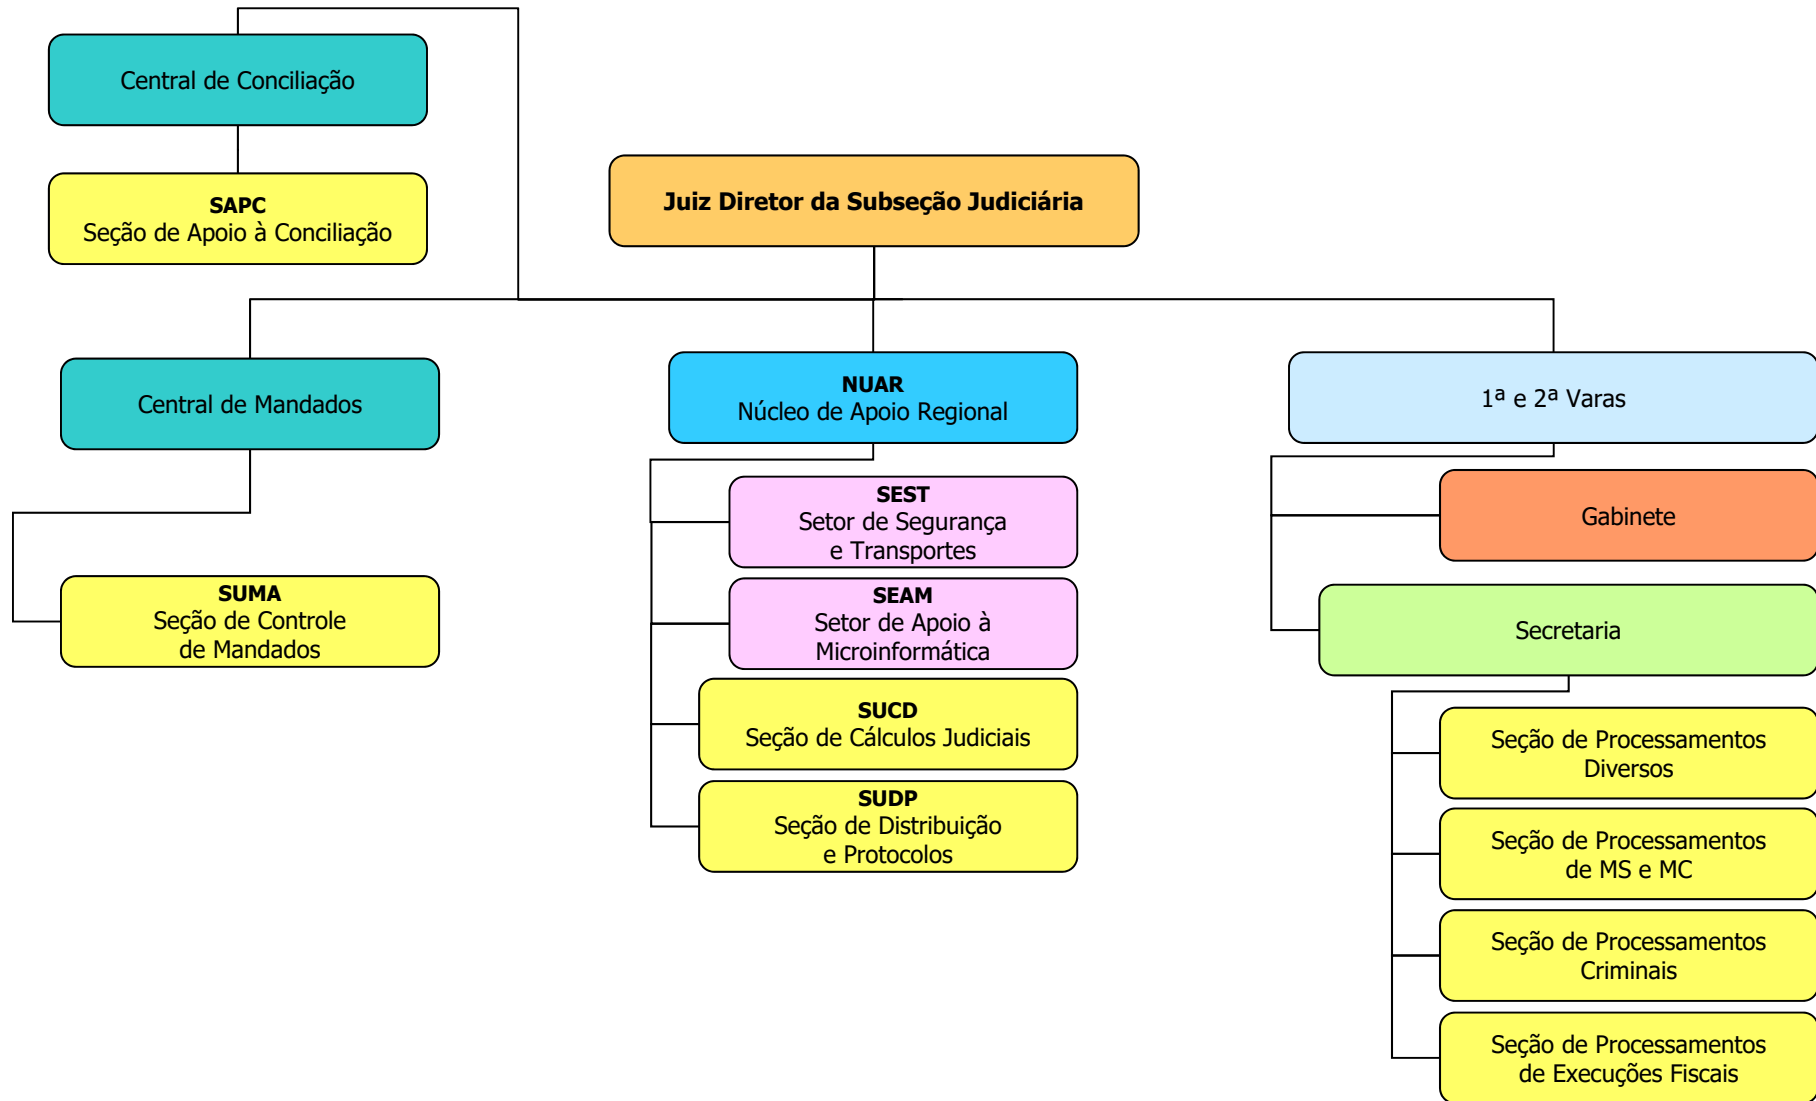 Central de Conciliação
SAPC
Seção de Apoio à Conciliação
Juiz Diretor da Subseção Judiciária
Central de Mandados
SUMA
Seção de Controle
de Mandados
NUAR
Núcleo de Apoio Regional
SEST
Setor de Segurança
e Transportes
SEAM
Setor de Apoio à
Microinformática
SUCD
Seção de Cálculos Judiciais
SUDP
Seção de Distribuição
e Protocolos
1ª e 2ª Varas
Gabinete
Secretaria
Seção de Processamentos
Diversos
Seção de Processamentos
de MS e MC
Seção de Processamentos
Criminais
Seção de Processamentos
de Execuções Fiscais